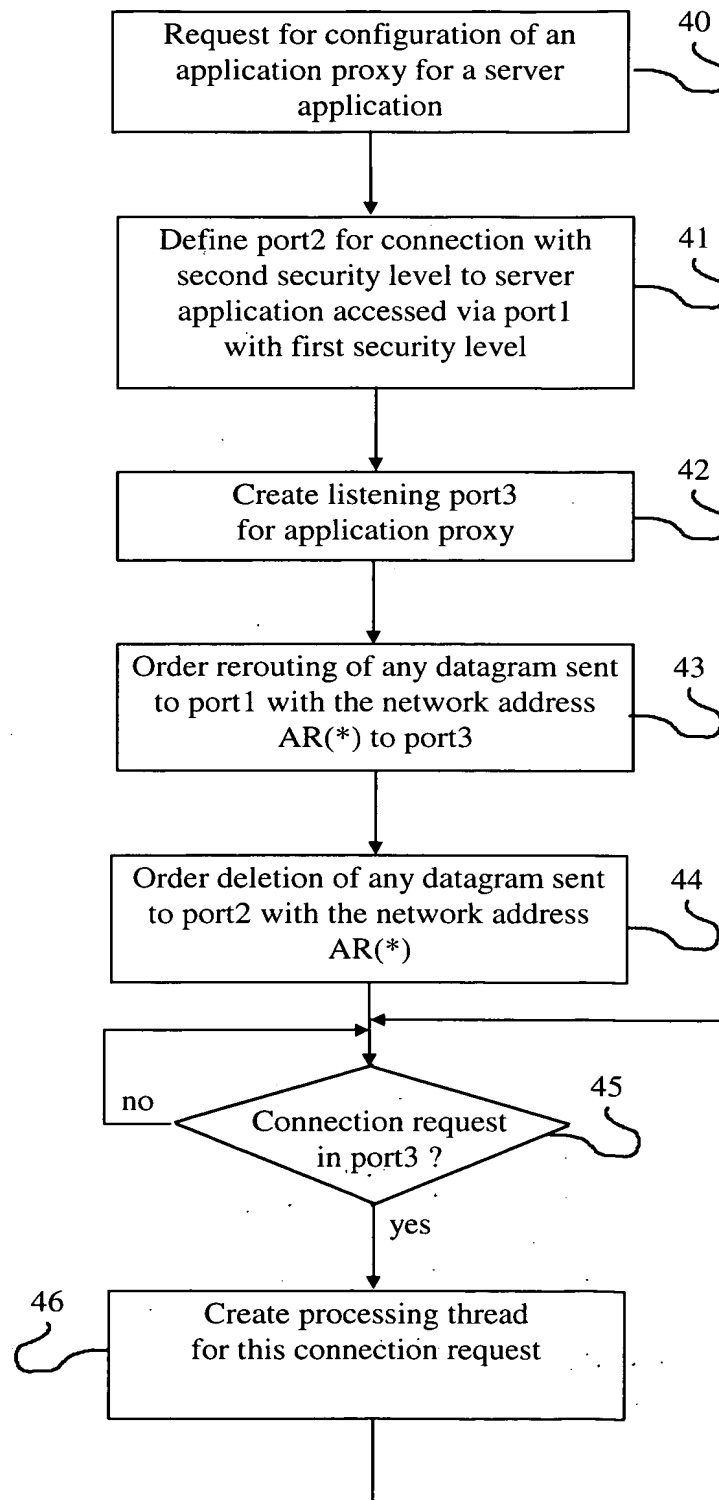 Request for configuration of an
application proxy for a server
application
40
Define port2 for connection with
second security level to server
application accessed via port1
with first security level
41
Create listening port3
for application proxy
42
Order rerouting of any datagram sent
to port1 with the network address
AR(*) to port3
43
Order deletion of any datagram sent
to port2 with the network address
AR(*)
44
no
Connection request
in port3 ?
45
yes
46
Create processing thread
for this connection request